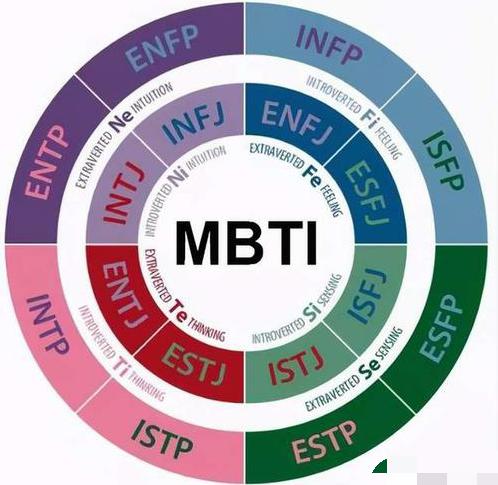 ENFP
INFP
ENTP
EXTRAVERTED Ne INTUITION
INTROVERTED Fi FEELING
ISFP
INFJ
ENFJ
INTJ
INTROVERTED Ni INTUITION
EXTRAVERTED Fe FEELING
ESFJ
MBTI
ENTJ
EXTRAVERTED Te THINKING
INTROVERTED Si SENSING
ISFJ
ESTJ
ISTJ
INTP
INTROVERTED Ti THINKING
EXTRAVERTED Se SENSING
ESFP
ISTP
ESTP